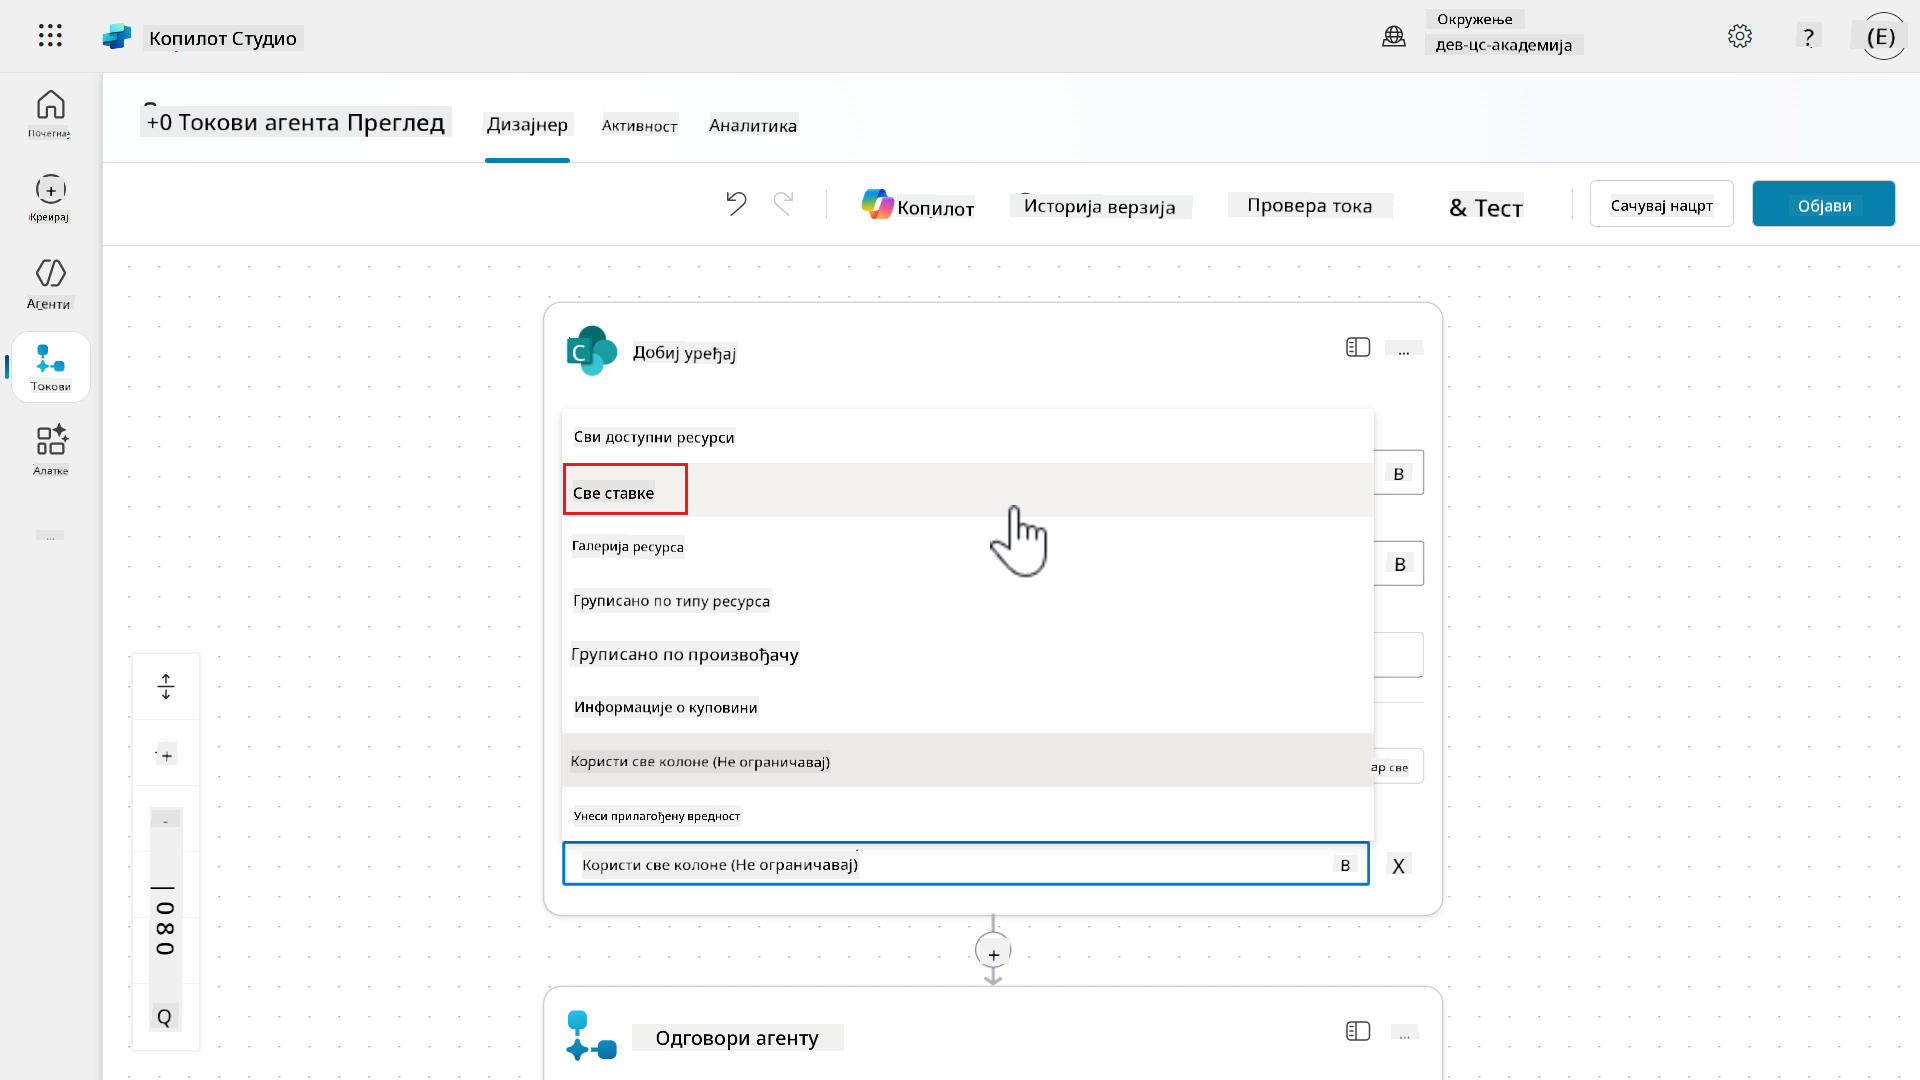 Копилот Студио
Окружење
дев-цс-академија
?
(E)
Почетнај
+0 Токови агента Преглед
Дизајнер
Активност
Аналитика
Креирај
Копилот
Историја верзија
Провера тока
& Тест
Сачувај нацрт
Објави
Агенти
Токови
Алатке
...
C
Добий уређај
...
Сви доступни ресурси
Све ставке
B
Галерија ресурса
B
Груписано по типу ресурса
Груписано по произвођачу
Информације о куповини
Користи све колоне (Не ограничавај)
ар све
Унеси прилагођену вредност
Користи све колоне (Не ограничавај)
B
X
+
-
| 080
Q
+
Одговори агенту
...